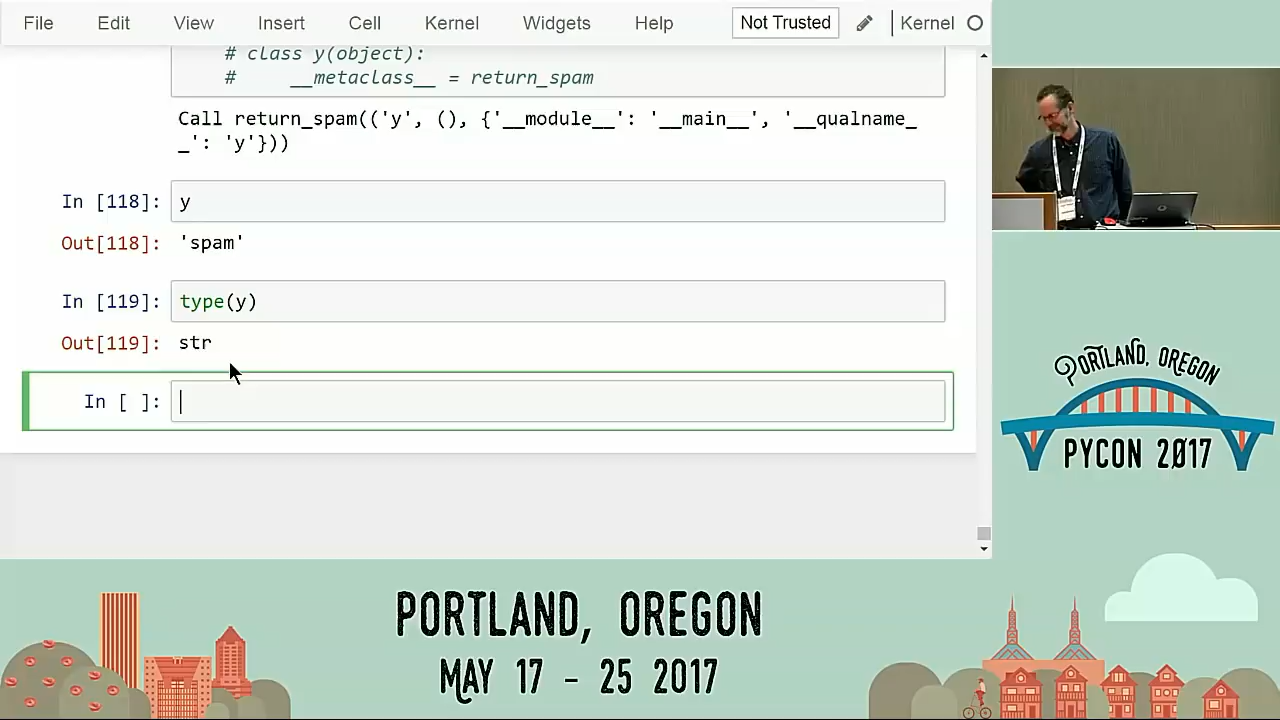 File Edit View Insert Cell Kernel Widgets Help Not Trusted Kernel
# class y(object):
#     __metaclass__ = return_spam
Call return_spam(('y', (), {'__module__': '__main__', '__qualname_
_': 'y'}))
In [118]: y
Out[118]: 'spam'
In [119]: type(y)
Out[119]: str
In [ ]:
PORTLAND, OREGON
PYCON 2017
PORTLAND, OREGON
MAY 17 - 25 2017